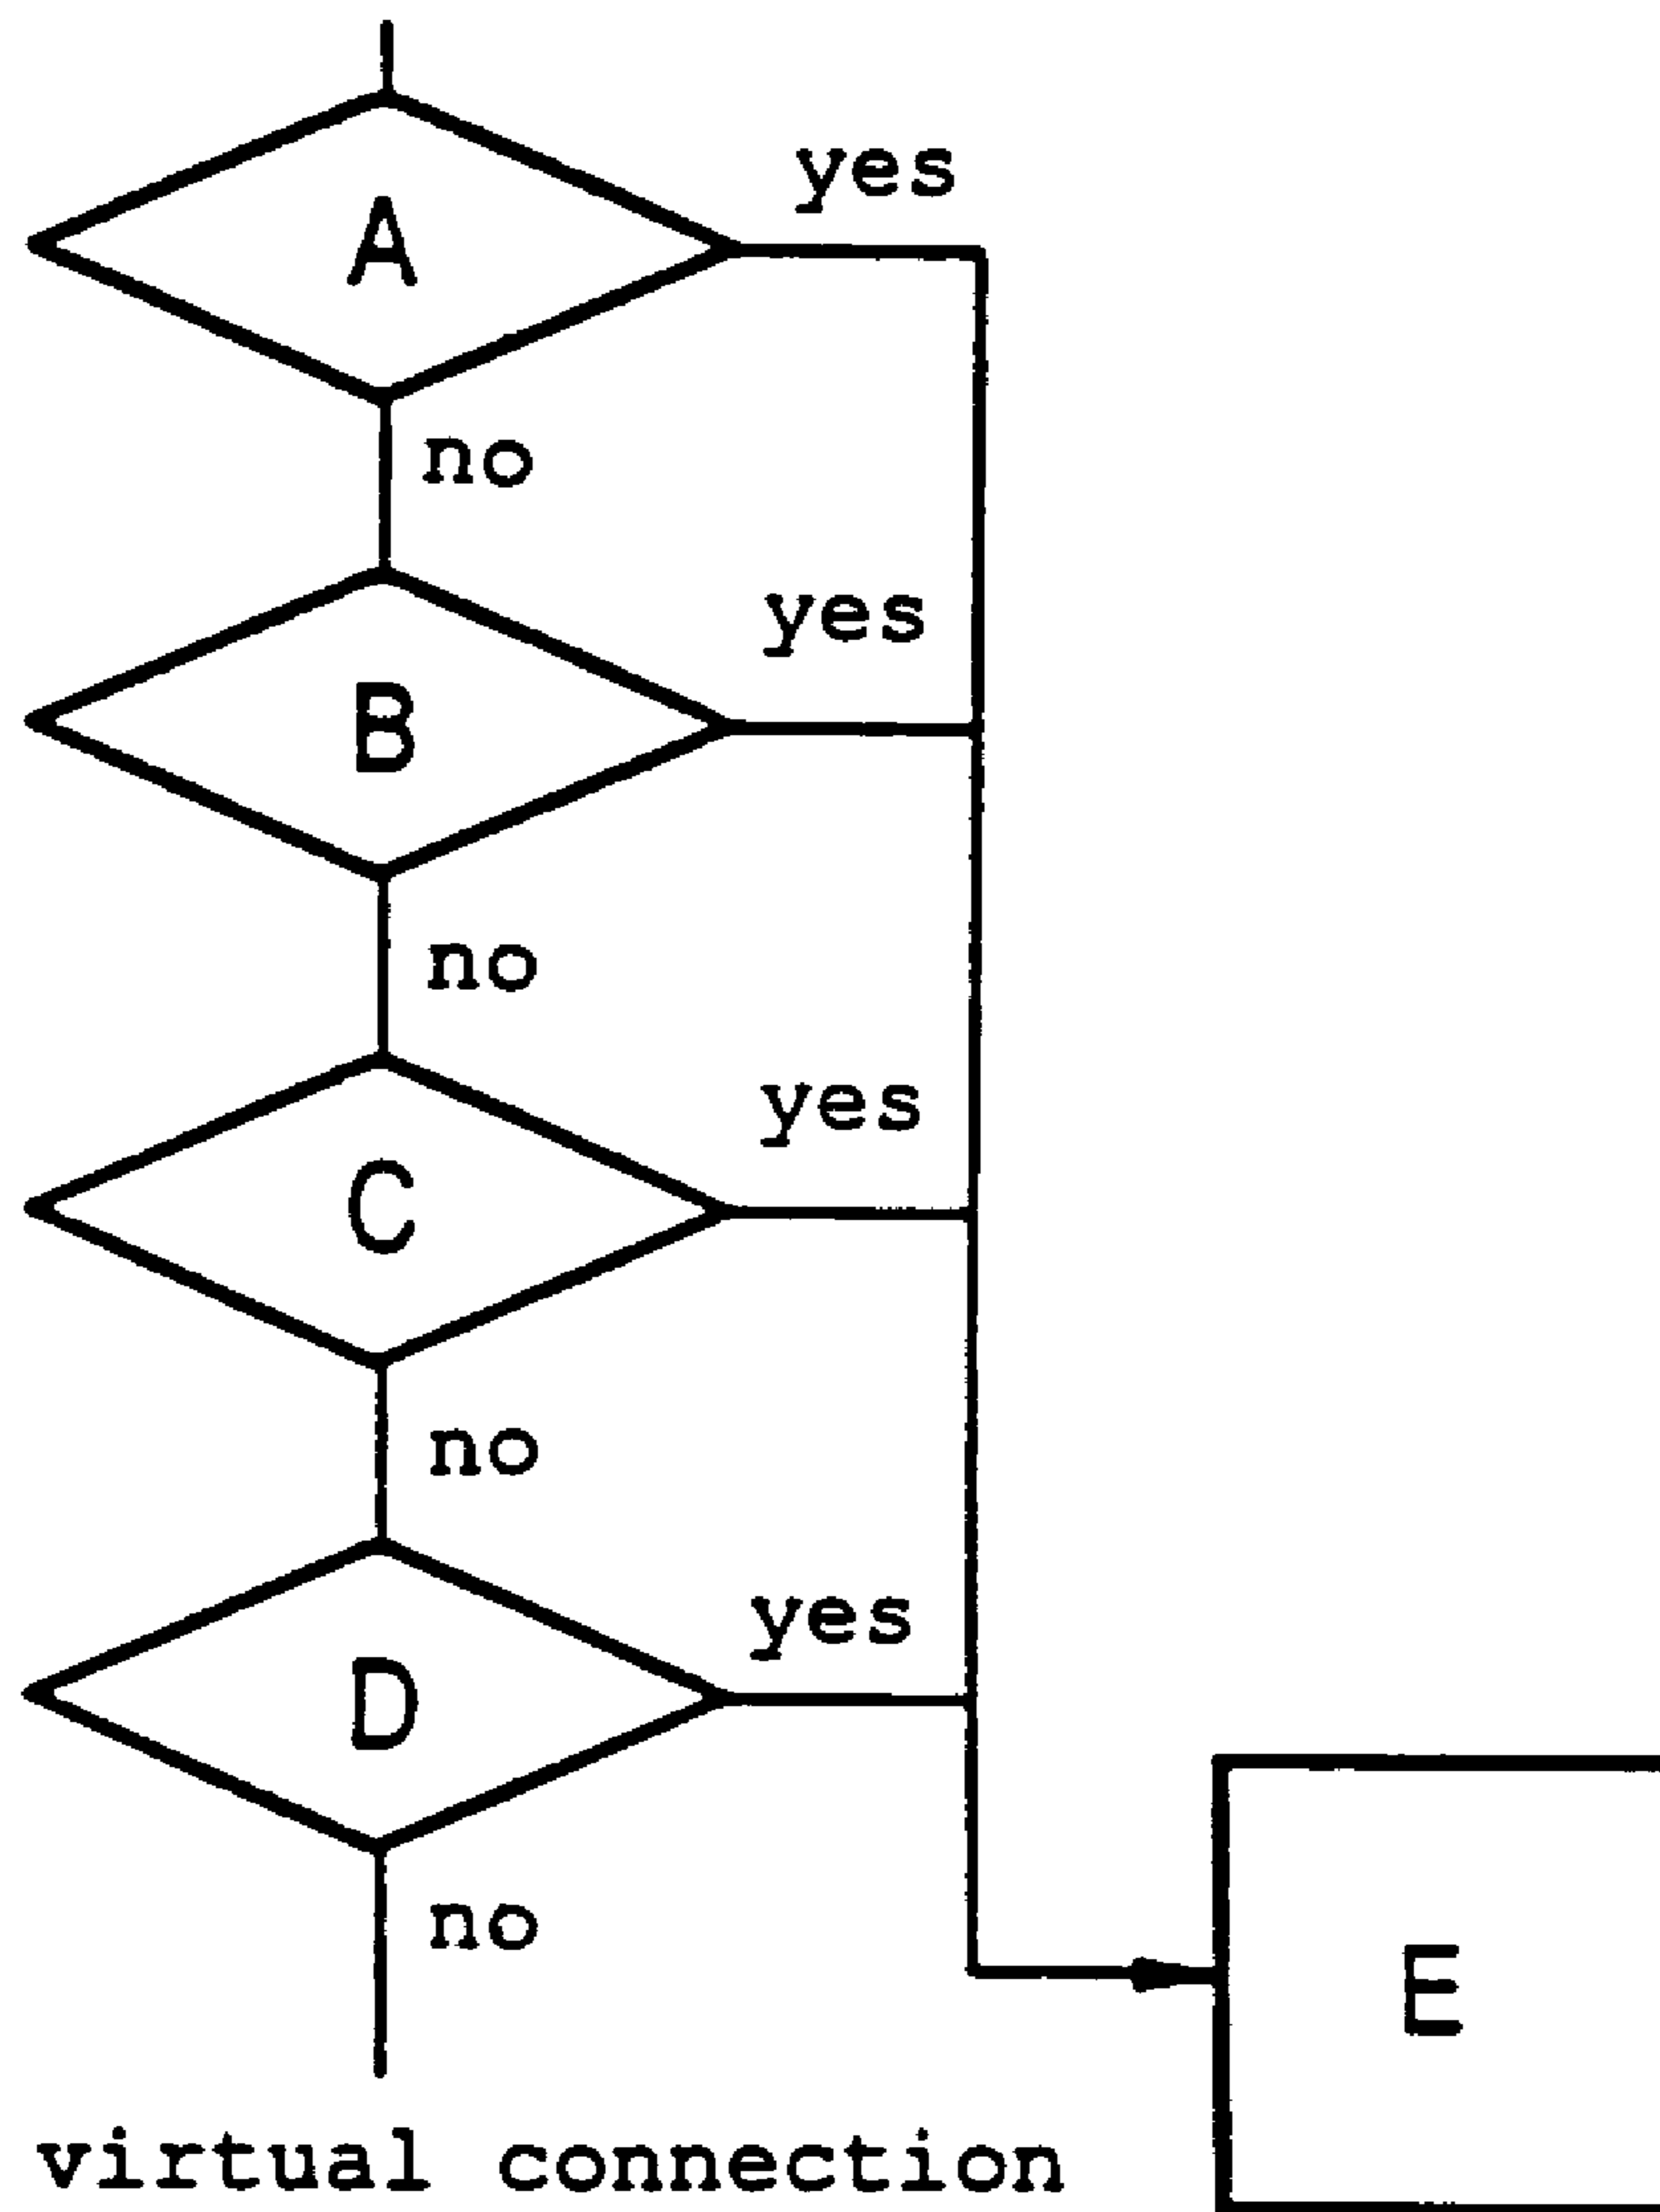 yes
A
no
yes
B
no
yes
C
no
yes
D
no
E
virtual connection